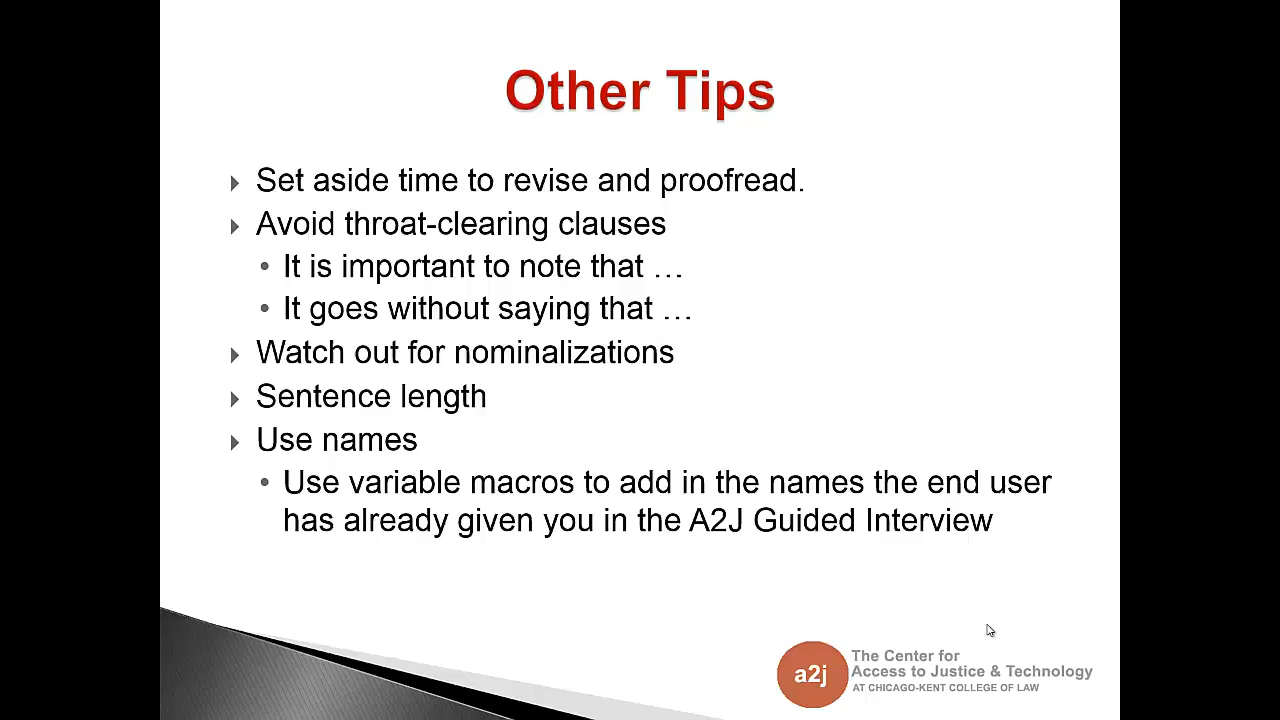 Other Tips
Set aside time to revise and proofread.
Avoid throat-clearing clauses
It is important to note that …
It goes without saying that …
Watch out for nominalizations
Sentence length
Use names
Use variable macros to add in the names the end user
has already given you in the A2J Guided Interview
a2j
The Center for
Access to Justice & Technology
AT CHICAGO-KENT COLLEGE OF LAW